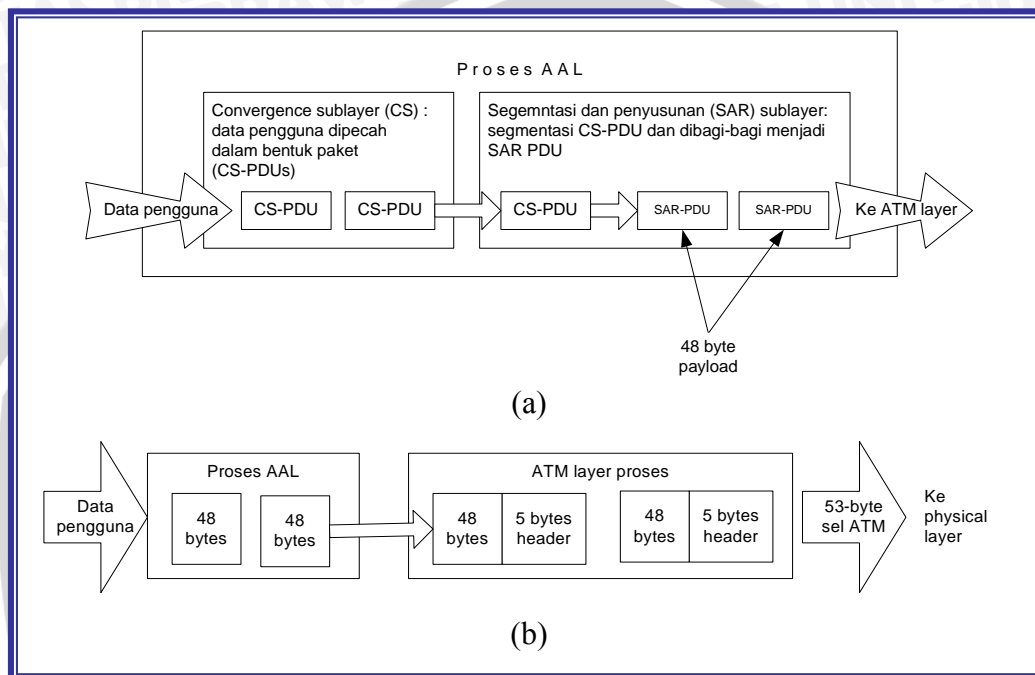 Proses AAL
Convergence sublayer (CS) :
data pengguna dipecah
dalam bentuk paket
(CS-PDUs)
Segemntasi dan penyusunan (SAR) sublayer:
segmentasi CS-PDU dan dibagi-bagi menjadi
SAR PDU
Data pengguna
CS-PDU
CS-PDU
CS-PDU
SAR-PDU
SAR-PDU
Ke ATM layer
48 byte
payload
(a)
Proses AAL
ATM layer proses
Data
pengguna
48
bytes
48
bytes
48
bytes
5 bytes
header
48
bytes
5 bytes
header
53-byte
sel ATM
Ke
physical
layer
(b)